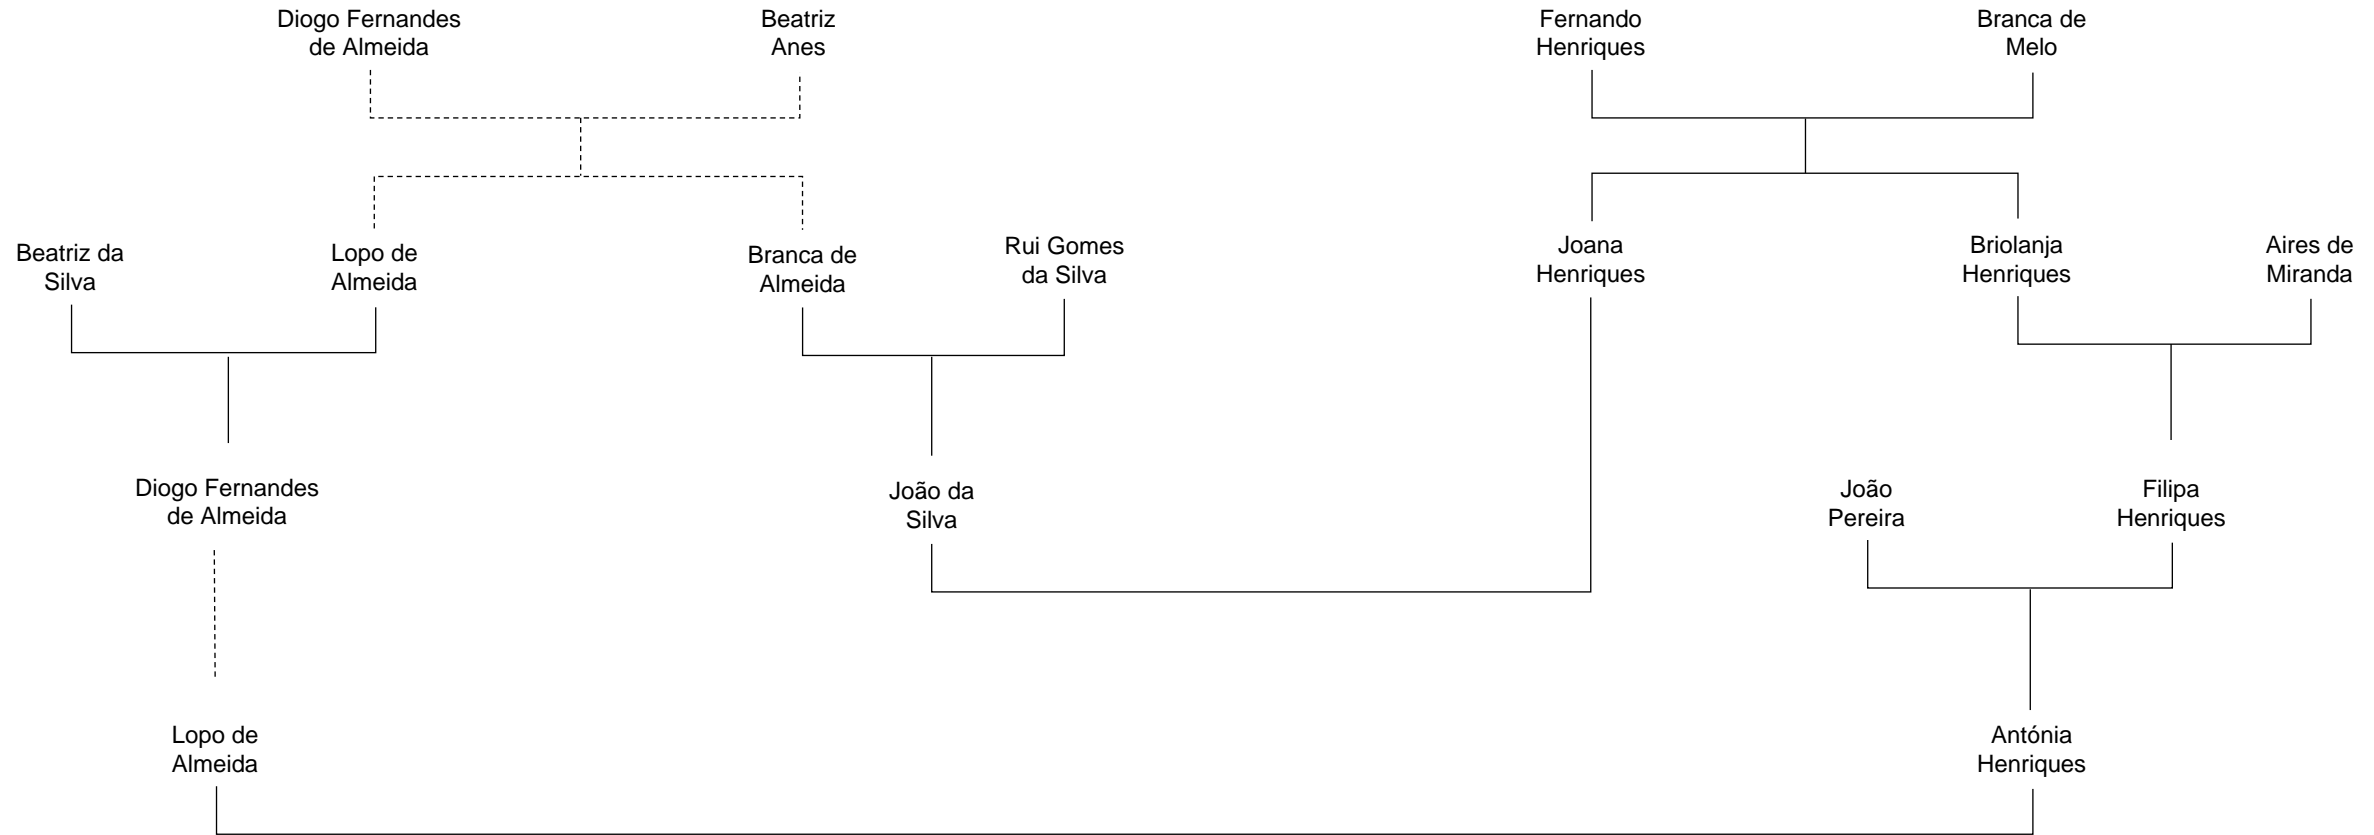 Diogo Fernandes
de Almeida
Beatriz
Anes
Fernando
Henriques
Branca de
Melo
Beatriz da
Silva
Lopo de
Almeida
Branca de
Almeida
Rui Gomes
da Silva
Joana
Henriques
Briolanja
Henriques
Aires de
Miranda
Diogo Fernandes
de Almeida
João da
Silva
João
Pereira
Filipa
Henriques
Lopo de
Almeida
Antónia
Henriques